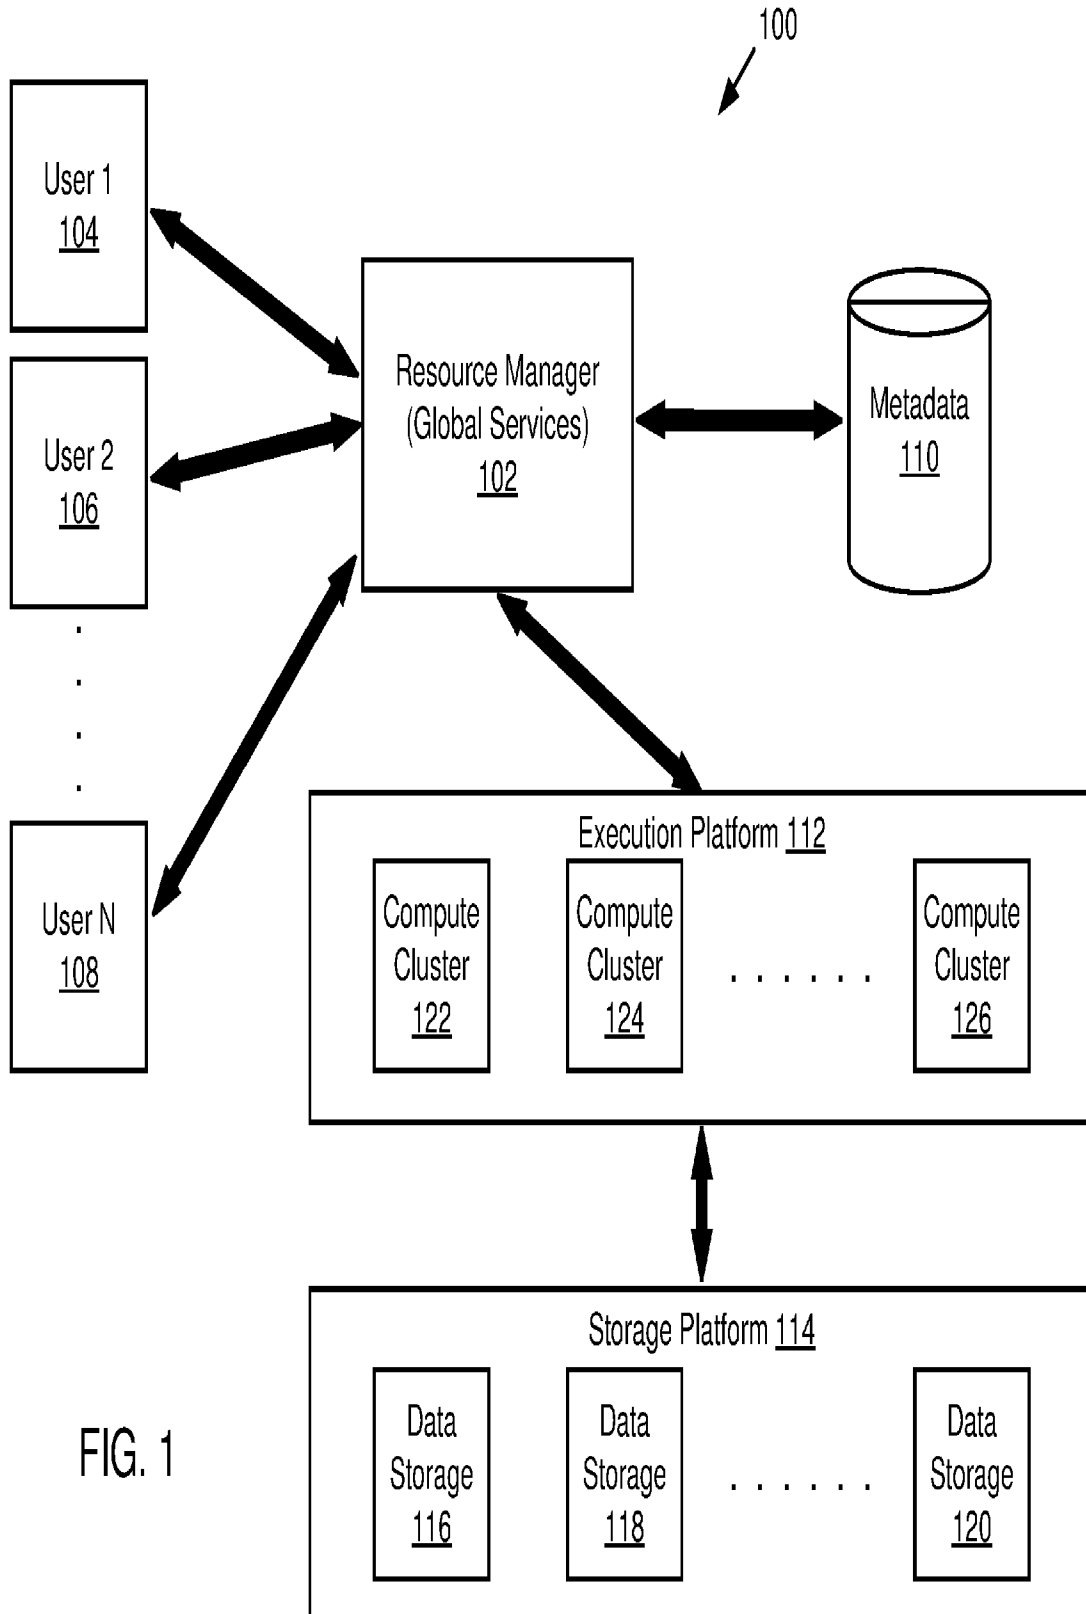 100
User 1
104
User 2
106
User N
108
Resource Manager
(Global Services)
102
Metadata
110
Execution Platform 112
Compute
Cluster
122
Compute
Cluster
124
. . . . . .
Compute
Cluster
126
Storage Platform 114
Data
Storage
116
Data
Storage
118
. . . . . .
Data
Storage
120
FIG. 1